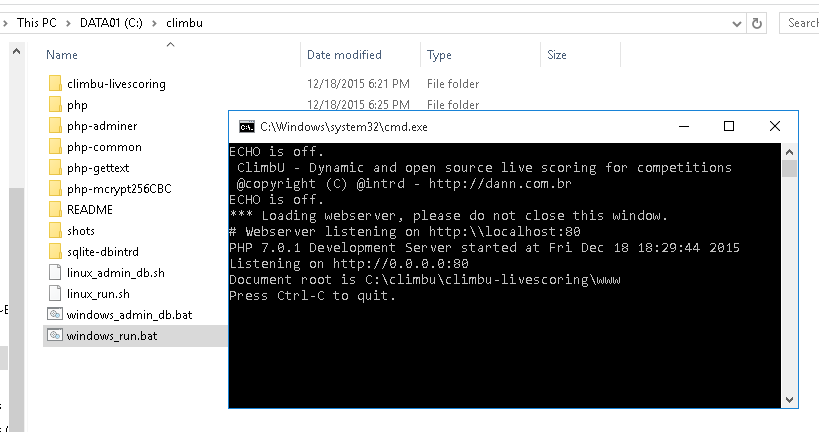 This PC > DATA01 (C:) > climbu
Searc
Name Date modified Type Size
climbu-livescoring 12/18/2015 6:21 PM File folder
php 12/18/2015 6:25 PM File folder
php-adminer
php-common
php-gettext
php-mcrypt256CBC
README
shots
sqlite-dbintrd
linux_admin_db.sh
linux_run.sh
windows_admin_db.bat
windows_run.bat
C:\Windows\system32\cmd.exe
ECHO is off.
ClimbU - Dynamic and open source live scoring for competitions
@copyright (C) @intrd - http://dann.com.br
ECHO is off.
*** Loading webserver, please do not close this window.
# Webserver listening on http:\\localhost:80
PHP 7.0.1 Development Server started at Fri Dec 18 18:29:44 2015
Listening on http://0.0.0.0:80
Document root is C:\climbu\climbu-livescoring\www
Press Ctrl-C to quit.